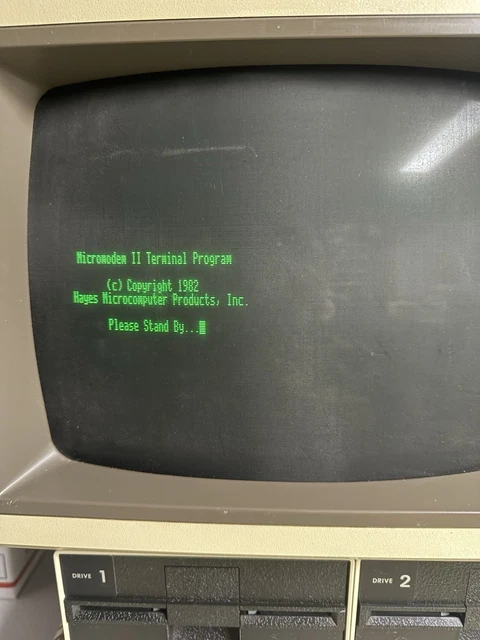 Micromodem II Terminal Program
(c) Copyright 1982
Hayes Microcomputer Products, Inc.
Please Stand By...
DRIVE 1
DRIVE 2